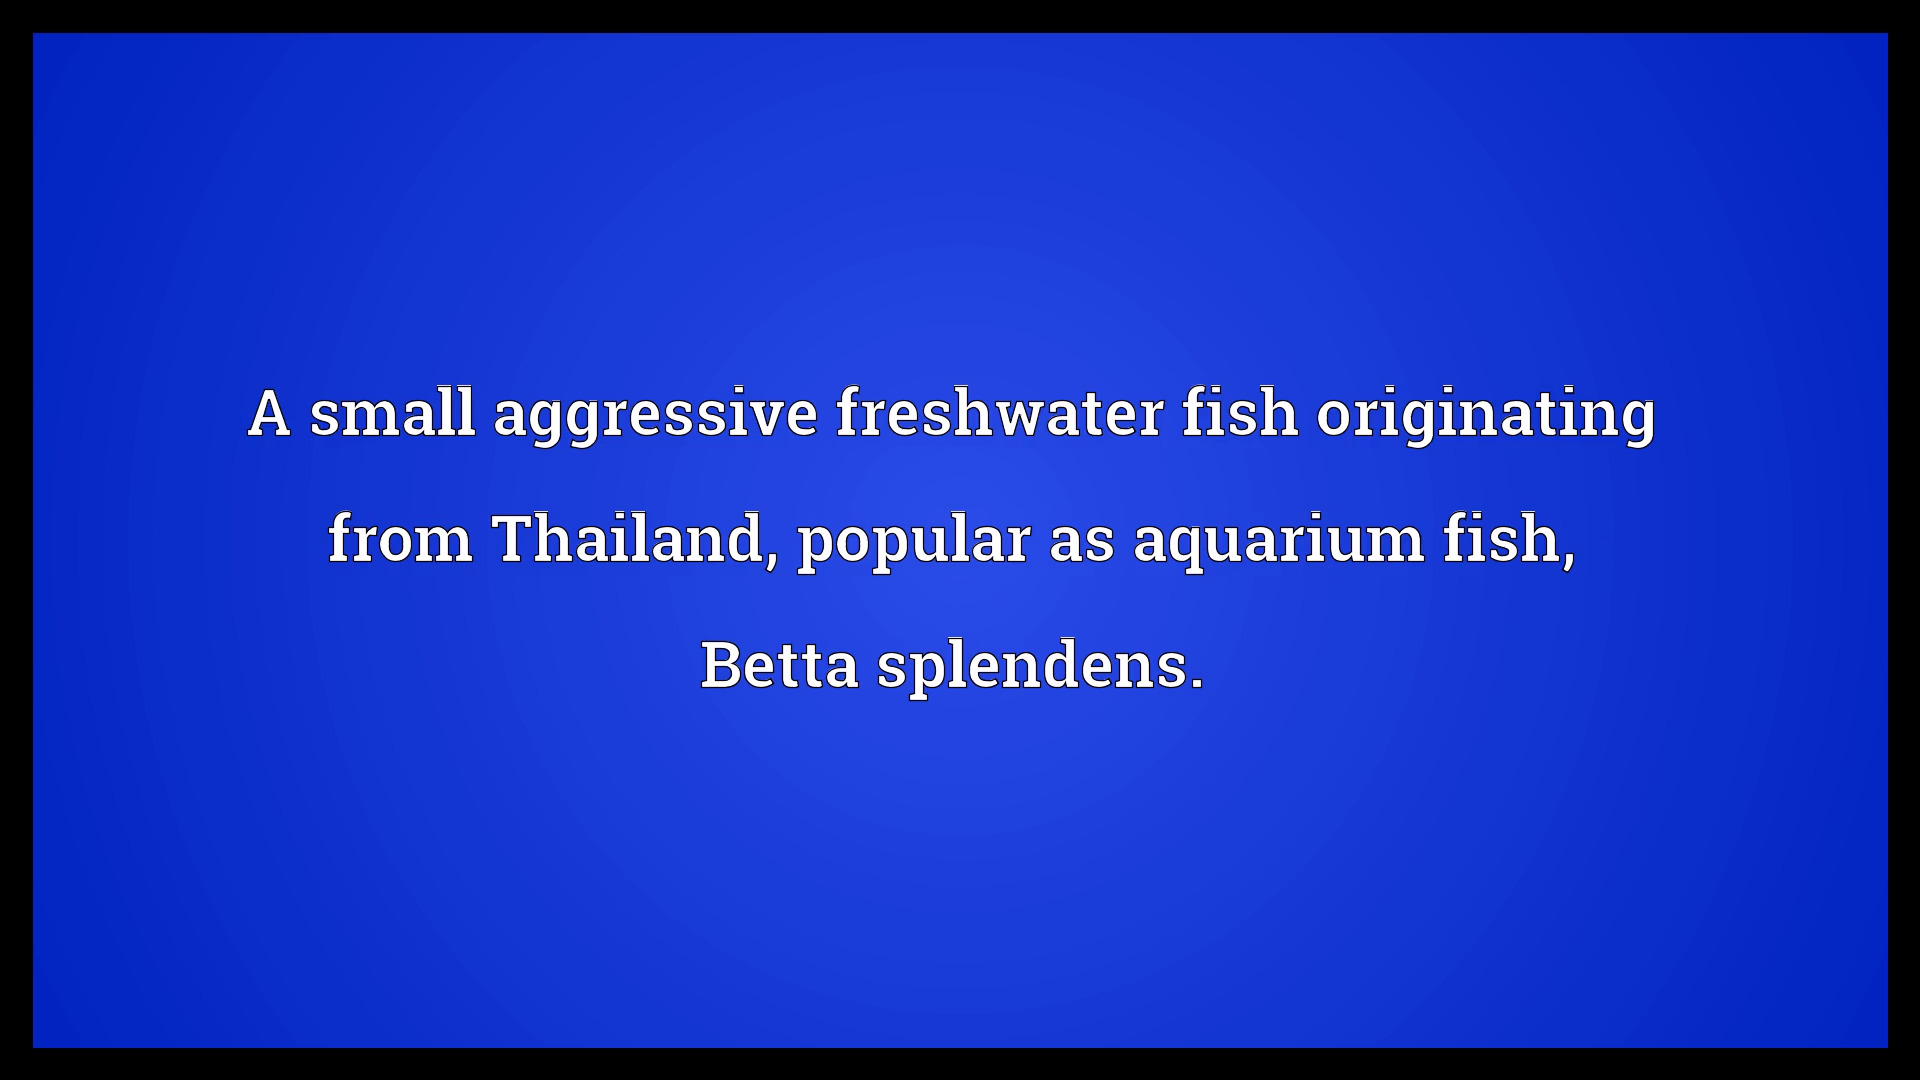 A small aggressive freshwater fish originating
from Thailand, popular as aquarium fish,
Betta splendens.